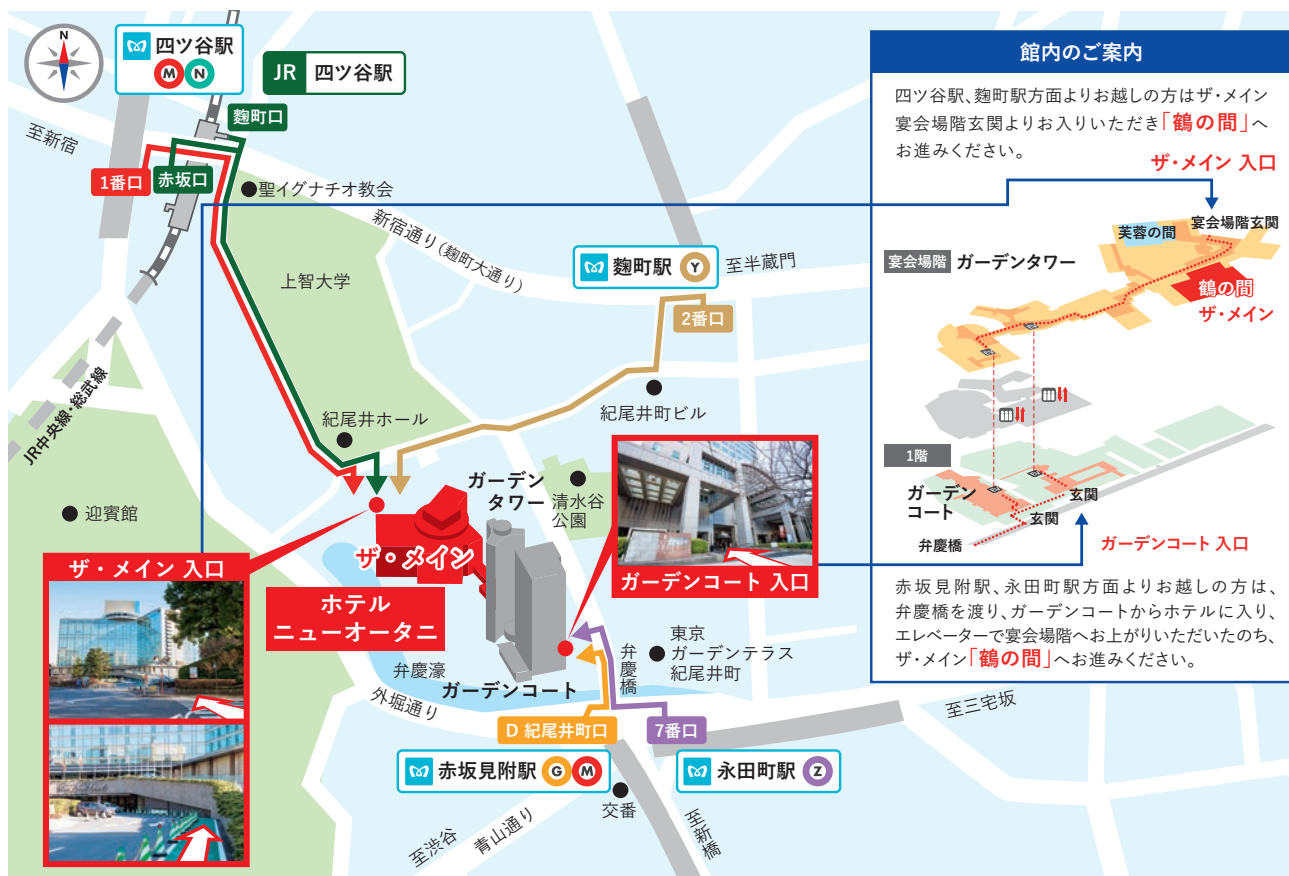 N
四ツ谷駅
M N
JR 四ツ谷駅
麴町口
至新宿
1番口
赤坂口
聖イグナチオ教会
新宿通り(麴町大通り)
上智大学
麴町駅 Y
至半蔵門
2番口
JR中央線・総武線
紀尾井ホール
紀尾井町ビル
ガーデン
タワー
清水谷
公園
迎賓館
ザ・メイン
ザ・メイン 入口
ガーデンコート 入口
ホテル
ニューオータニ
弁慶濠
ガーデンコート
弁慶橋
東京
ガーデンテラス
紀尾井町
外堀通り
至三宅坂
D 紀尾井町口
7番口
赤坂見附駅 G M
永田町駅 Z
交番
至渋谷
青山通り
至新橋
館内のご案内
四ツ谷駅、麴町駅方面よりお越しの方はザ・メイン
宴会場階玄関よりお入りいただき「鶴の間」へ
お進みください。
ザ・メイン 入口
芙蓉の間
宴会場階玄関
宴会場階 ガーデンタワー
鶴の間
ザ・メイン
1階
ガーデン
コート
玄関
玄関
弁慶橋
ガーデンコート 入口
赤坂見附駅、永田町駅方面よりお越しの方は、
弁慶橋を渡り、ガーデンコートからホテルに入り、
エレベーターで宴会場階へお上がりいただいたのち、
ザ・メイン「鶴の間」へお進みください。